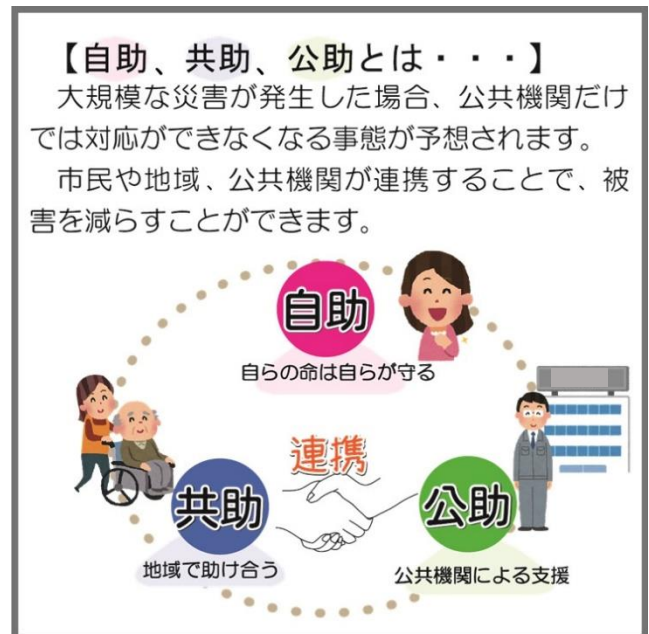 【自助、共助、公助とは・・・】
　大規模な災害が発生した場合、公共機関だけ
では対応ができなくなる事態が予想されます。
　市民や地域、公共機関が連携することで、被
害を減らすことができます。
自助
自らの命は自らが守る
連携
共助
地域で助け合う
公助
公共機関による支援